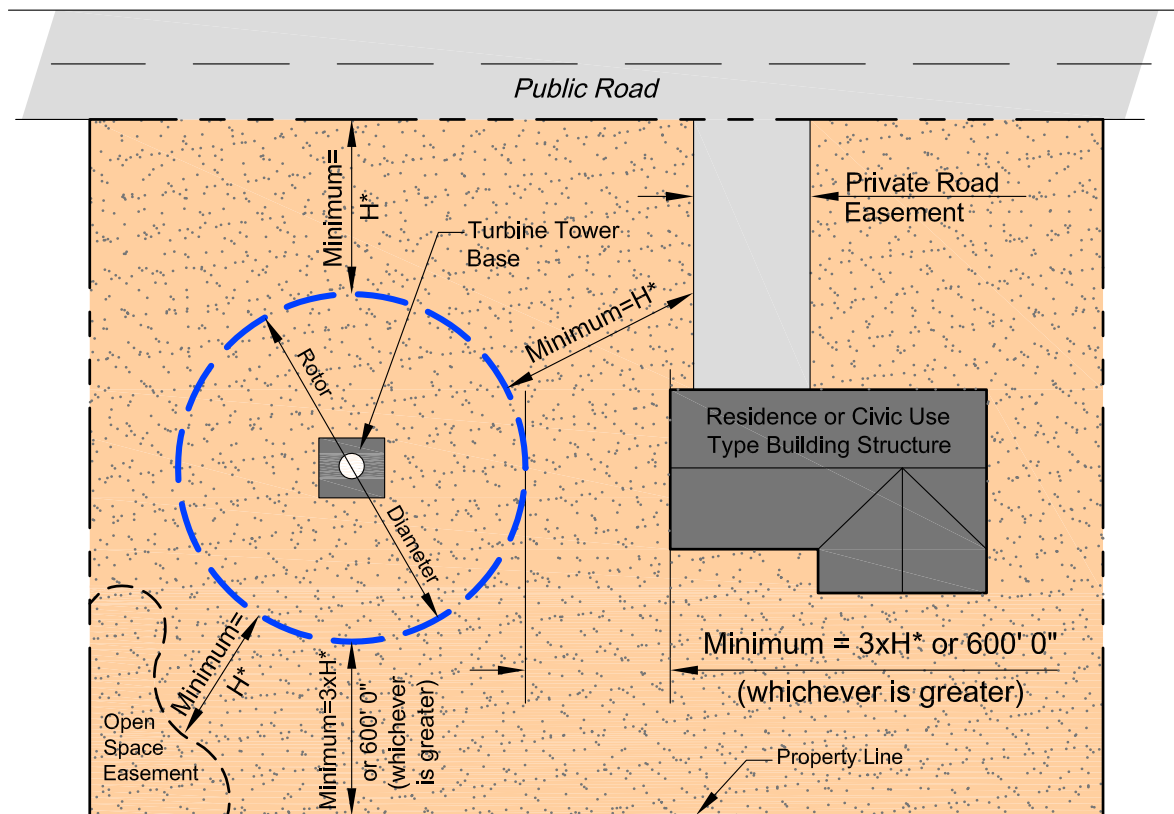 Public Road
Minimum=
H*
Private Road
Easement
Turbine Tower
Base
Minimum=H*
Rotor
Diameter
Residence or Civic Use
Type Building Structure
Minimum=
H*
Open
Space
Easement
Minimum=3xH*
or 600' 0"
(whichever
is greater)
Minimum = 3xH* or 600' 0"
(whichever is greater)
Property Line